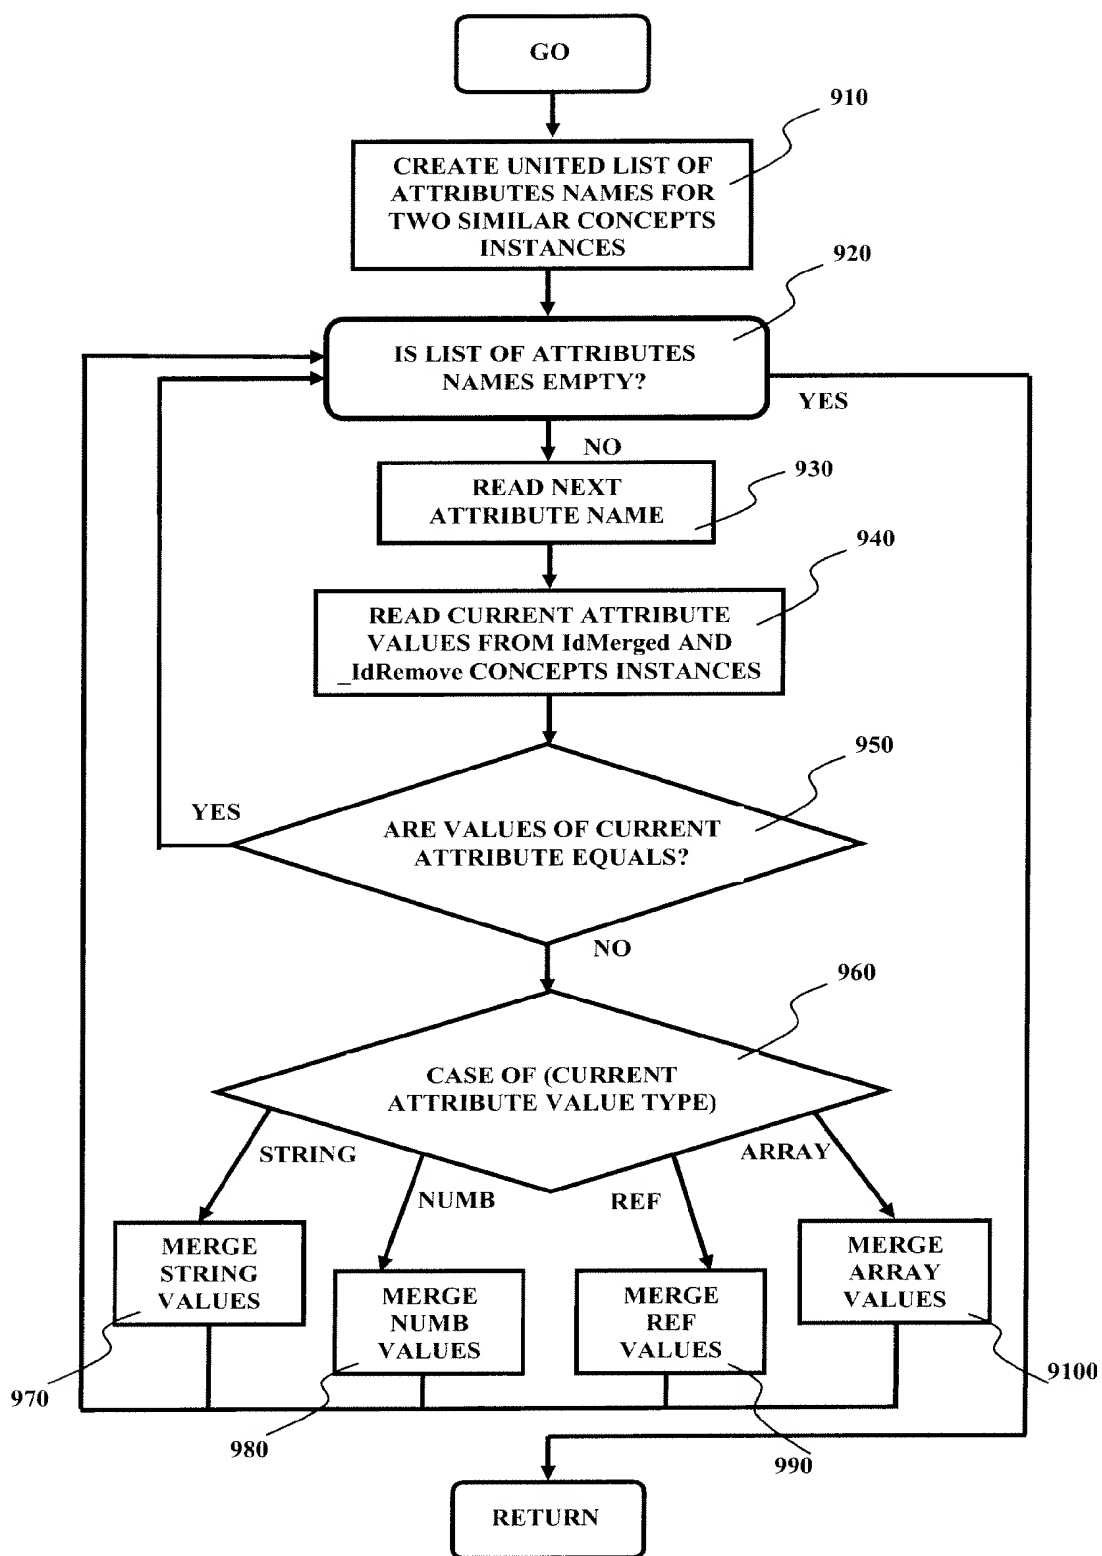 GO
910
CREATE UNITED LIST OF
ATTRIBUTES NAMES FOR
TWO SIMILAR CONCEPTS
INSTANCES
920
IS LIST OF ATTRIBUTES
NAMES EMPTY?
YES
NO
930
READ NEXT
ATTRIBUTE NAME
940
READ CURRENT ATTRIBUTE
VALUES FROM IdMerged AND
_IdRemove CONCEPTS INSTANCES
950
YES
ARE VALUES OF CURRENT
ATTRIBUTE EQUALS?
NO
960
CASE OF (CURRENT
ATTRIBUTE VALUE TYPE)
STRING
NUMB
REF
ARRAY
MERGE
STRING
VALUES
MERGE
NUMB
VALUES
MERGE
REF
VALUES
MERGE
ARRAY
VALUES
970
980
990
9100
RETURN